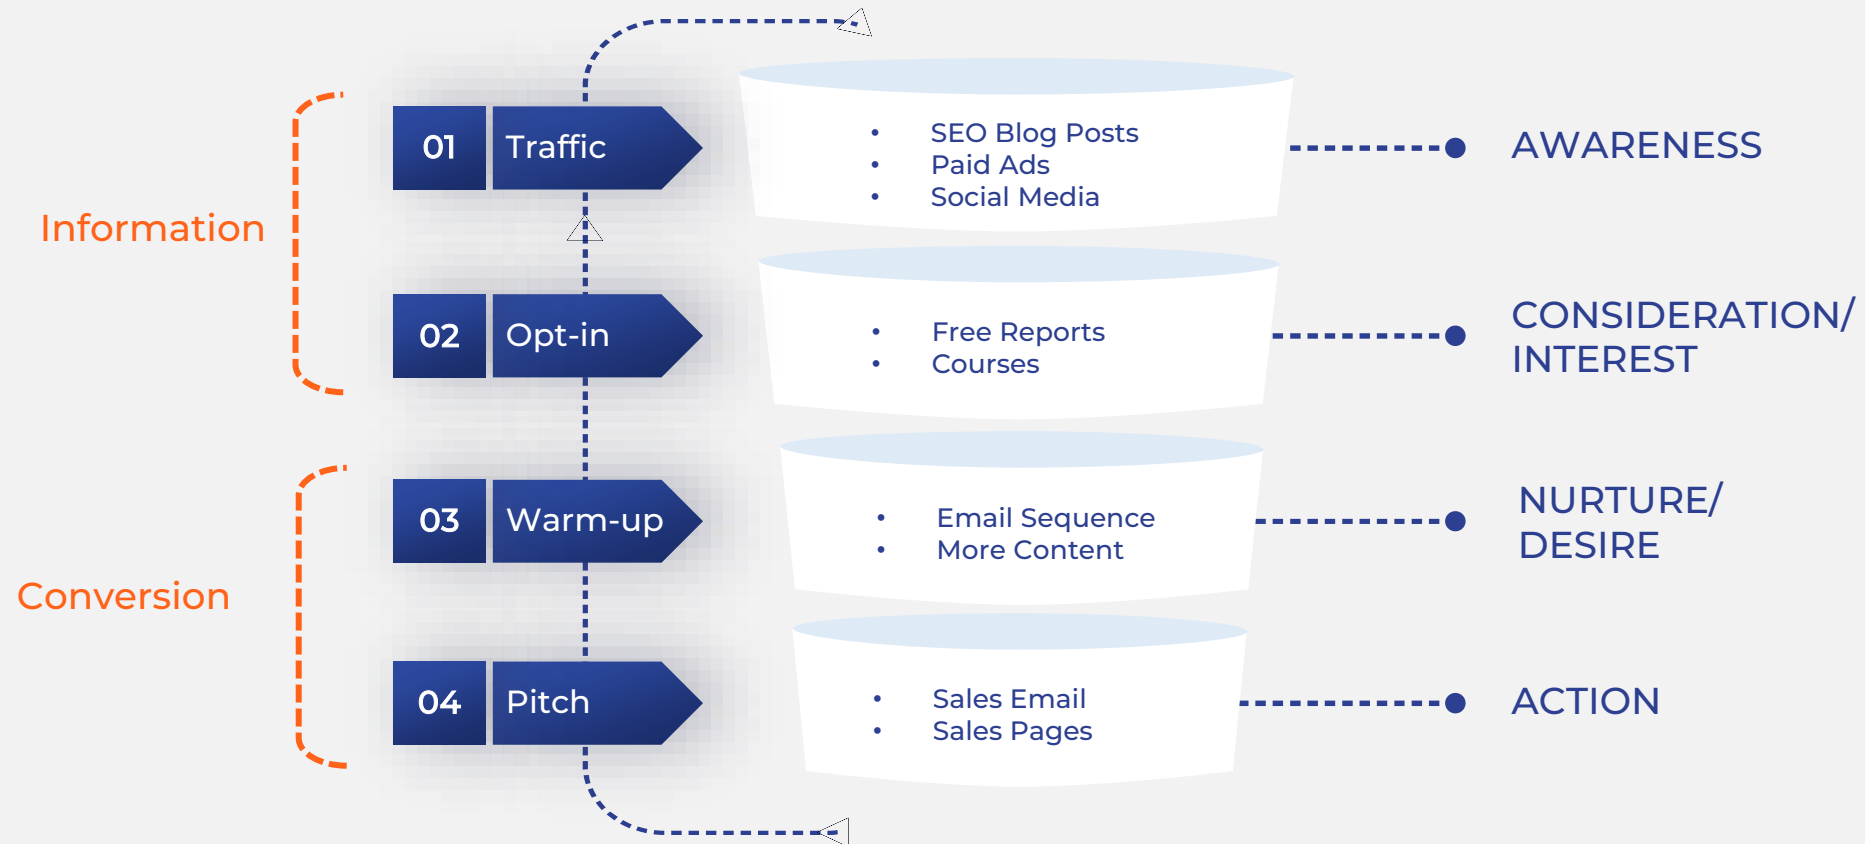 Information
01
Traffic
• SEO Blog Posts
• Paid Ads
• Social Media
AWARENESS
02
Opt-in
• Free Reports
• Courses
CONSIDERATION/
INTEREST
Conversion
03
Warm-up
• Email Sequence
• More Content
NURTURE/
DESIRE
04
Pitch
• Sales Email
• Sales Pages
ACTION